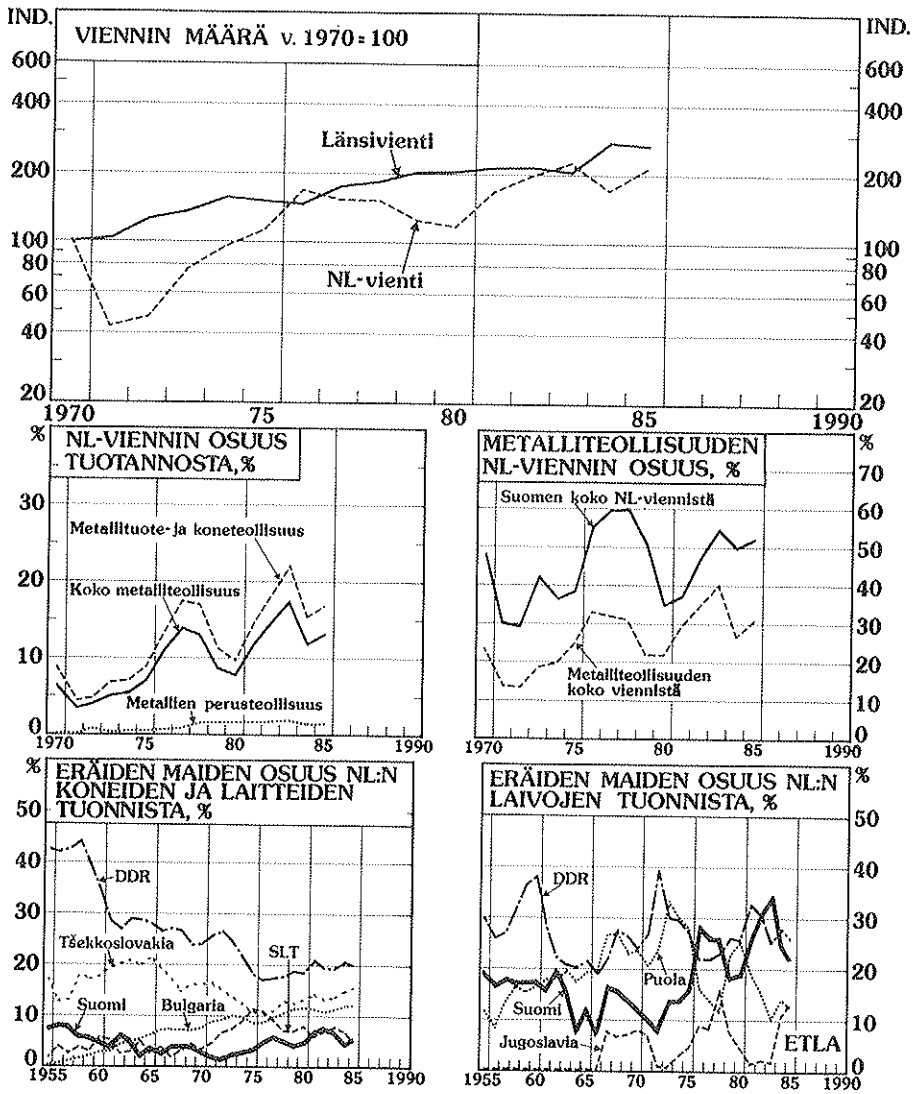 IND.
IND.
VIENNIN MÄÄRÄ v. 1970=100
600
400
200
100
80
60
40
20
600
400
200
100
80
60
40
20
Länsivienti
NL-vienti
1970
75
80
85
1990
%
NL-VIENNIN OSUUS
TUOTANNOSTA, %
30
20
10
0
Metallituote-ja koneteollisuus
Koko metalliteollisuus
Metallien perusteollisuus
1970
75
80
85
1990
METALLITEOLLISUUDEN
NL-VIENNIN OSUUS, %
%
70
60
50
40
30
20
10
0
Suomen koko NL-viennistä
Metalliteollisuuden
koko viennistä
1970
75
80
85
1990
%
ERÄIDEN MAIDEN OSUUS NL:N
KONEIDEN JA LAITTEIDEN
TUONNISTA, %
50
40
30
20
10
0
DDR
Tšekkoslovakia
SLT
Suomi
Bulgaria
1955
60
65
70
75
80
85
1990
ERÄIDEN MAIDEN OSUUS NL:N
LAIVOJEN TUONNISTA, %
%
50
40
30
20
10
0
DDR
Puola
Suomi
Jugoslavia
ETLA
1955
60
65
70
75
80
85
1990